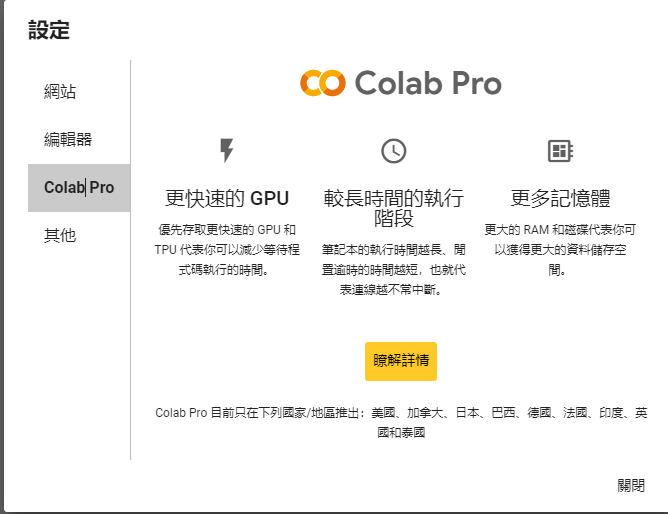 設定
網站
編輯器
Colab Pro
其他
Colab Pro
更快速的 GPU
優先存取更快速的 GPU 和
TPU 代表你可以減少等待程
式碼執行的時間。
較長時間的執行
階段
筆記本的執行時間越長、閒
置逾時的時間越短，也就代
表連線越不常中斷。
更多記憶體
更大的 RAM 和磁碟代表你可
以獲得更大的資料儲存空
間。
瞭解詳情
Colab Pro 目前只在下列國家/地區推出：美國、加拿大、日本、巴西、德國、法國、印度、英
國和泰國
關閉